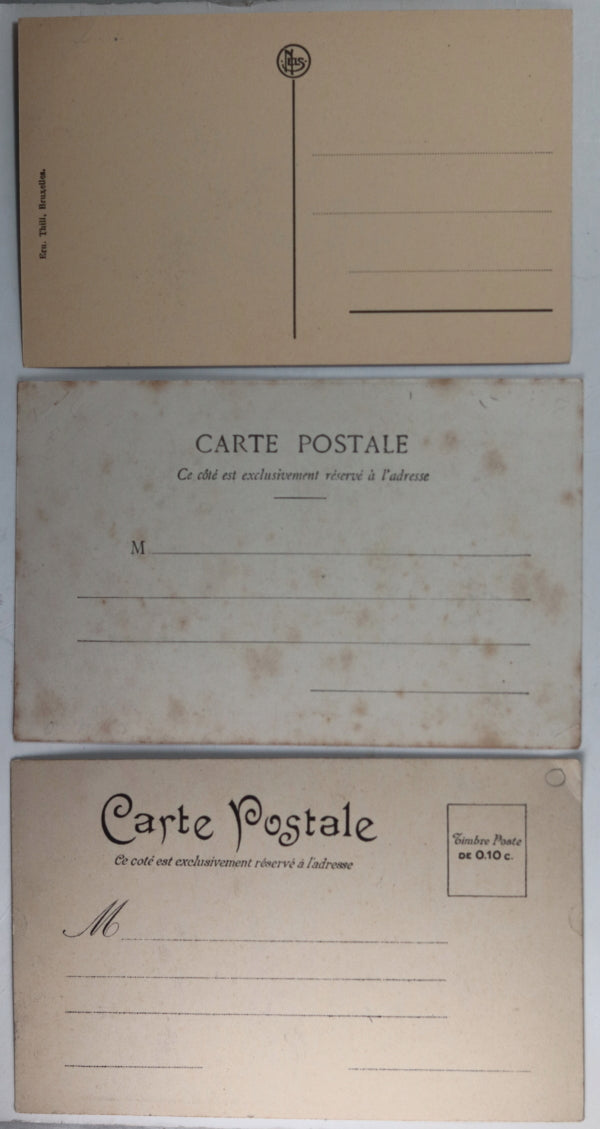 Ern. Thill, Bruxelles.
CARTE POSTALE
Ce côté est exclusivement réservé à l'adresse
M
Carte Postale
Ce coté est exclusivement réservé à l'adresse
Timbre Poste
DE 0.10 c.
M